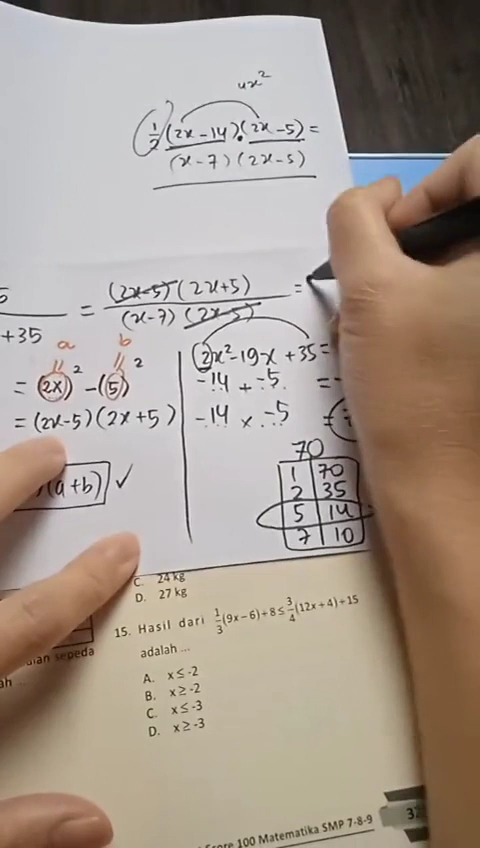 4x²
(½)(2x-14).(2x-5)=
(x-7)(2x-5)
5
+35
= (2x-5)(2x+5) =
(x-7)(2x-5)
a b
= (2x)² -(5)²
= (2x-5)(2x+5)
(a+b) ✓
2x²-19x+35=
-14 + -5 = -
-14 × -5 =
70
1 70
2 35
5 14
7 10
C. 24 kg
D. 27 kg
15. Hasil dari 1/3(9x-6)+8≤3/4(12x+4)+15
adalah ...
A. x≤-2
B. x≥-2
C. x≤-3
D. x≥-3
sepeda
ah ...
100 Matematika SMP 7-8-9